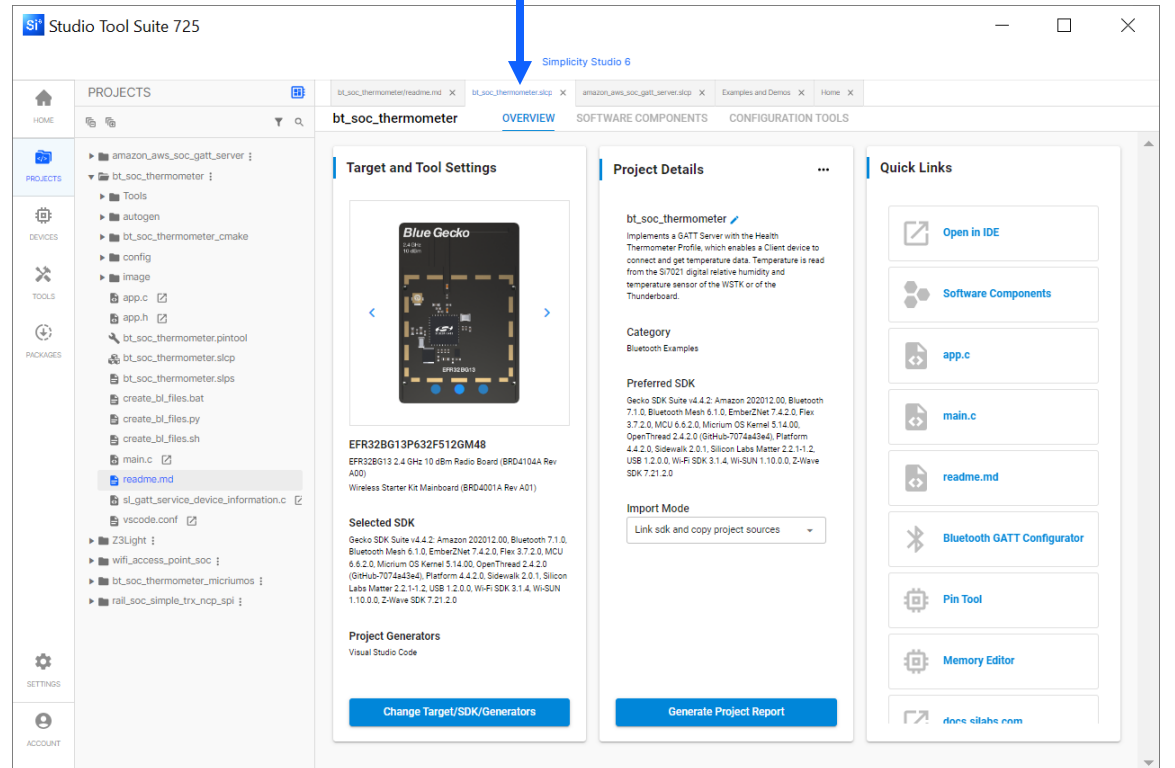 Si° Studio Tool Suite 725
Simplicity Studio 6
HOME
PROJECTS
DEVICES
TOOLS
PACKAGES
SETTINGS
ACCOUNT
PROJECTS
amazon_aws_soc_gatt_server
bt_soc_thermometer
Tools
autogen
bt_soc_thermometer_cmake
config
image
app.c
app.h
bt_soc_thermometer.pintool
bt_soc_thermometer.slcp
bt_soc_thermometer.slps
create_bl_files.bat
create_bl_files.py
create_bl_files.sh
main.c
readme.md
sl_gatt_service_device_information.c
vscode.conf
Z3Light
wifi_access_point_soc
bt_soc_thermometer_micriumos
rail_soc_simple_trx_ncp_spi
bt_soc_thermometer/readme.md
bt_soc_thermometer.slcp
amazon_aws_soc_gatt_server.slcp
Examples and Demos
Home
bt_soc_thermometer
OVERVIEW
SOFTWARE COMPONENTS
CONFIGURATION TOOLS
Target and Tool Settings
Blue Gecko
2.4 GHz
10 dBm
EFR32BG13
EFR32BG13P632F512GM48
EFR32BG13 2.4 GHz 10 dBm Radio Board (BRD4104A Rev
A00)
Wireless Starter Kit Mainboard (BRD4001A Rev A01)
Selected SDK
Gecko SDK Suite v4.4.2: Amazon 202012.00, Bluetooth 7.1.0,
Bluetooth Mesh 6.1.0, EmberZNet 7.4.2.0, Flex 3.7.2.0, MCU
6.6.2.0, Micrium OS Kernel 5.14.00, OpenThread 2.4.2.0
(GitHub-7074a43e4), Platform 4.4.2.0, Sidewalk 2.0.1, Silicon
Labs Matter 2.2.1-1.2, USB 1.2.0.0, Wi-Fi SDK 3.1.4, Wi-SUN
1.10.0.0, Z-Wave SDK 7.21.2.0
Project Generators
Visual Studio Code
Change Target/SDK/Generators
Project Details
bt_soc_thermometer
Implements a GATT Server with the Health
Thermometer Profile, which enables a Client device to
connect and get temperature data. Temperature is read
from the Si7021 digital relative humidity and
temperature sensor of the WSTK or of the
Thunderboard.
Category
Bluetooth Examples
Preferred SDK
Gecko SDK Suite v4.4.2: Amazon 202012.00, Bluetooth
7.1.0, Bluetooth Mesh 6.1.0, EmberZNet 7.4.2.0, Flex
3.7.2.0, MCU 6.6.2.0, Micrium OS Kernel 5.14.00,
OpenThread 2.4.2.0 (GitHub-7074a43e4), Platform
4.4.2.0, Sidewalk 2.0.1, Silicon Labs Matter 2.2.1-1.2,
USB 1.2.0.0, Wi-Fi SDK 3.1.4, Wi-SUN 1.10.0.0, Z-Wave
SDK 7.21.2.0
Import Mode
Link sdk and copy project sources
Generate Project Report
Quick Links
Open in IDE
Software Components
app.c
main.c
readme.md
Bluetooth GATT Configurator
Pin Tool
Memory Editor
docs.silabs.com